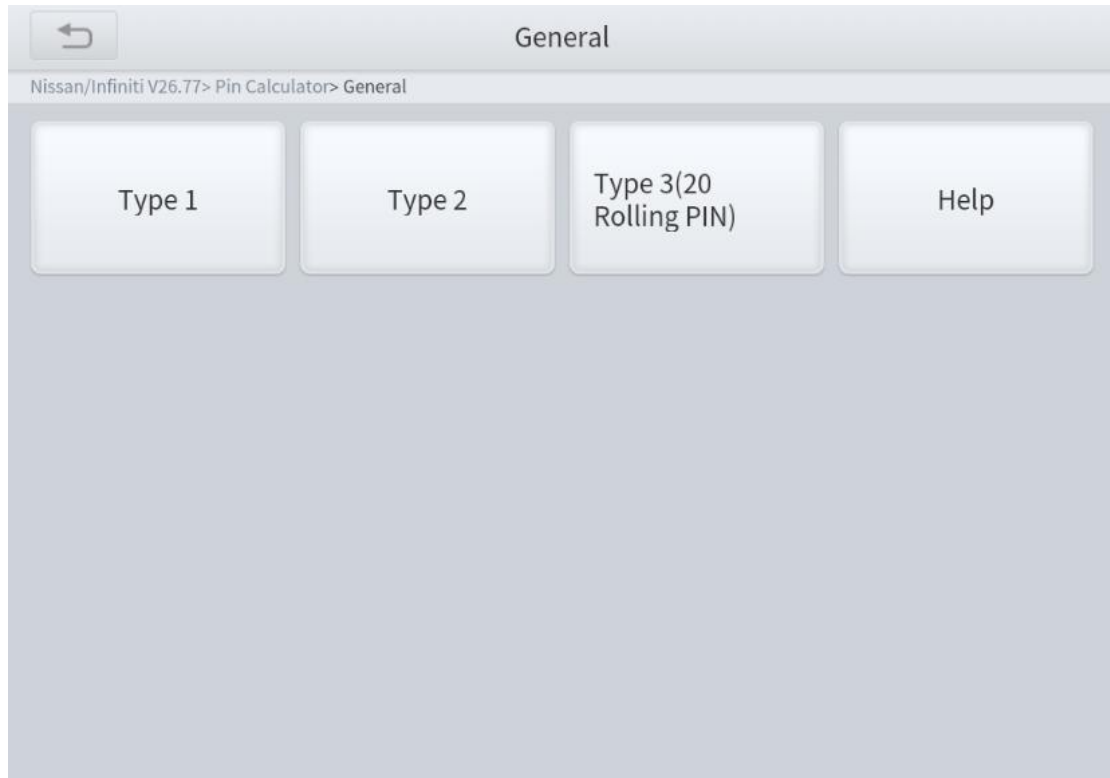 General
Nissan/Infiniti V26.77> Pin Calculator> General
Type 1
Type 2
Type 3(20
Rolling PIN)
Help